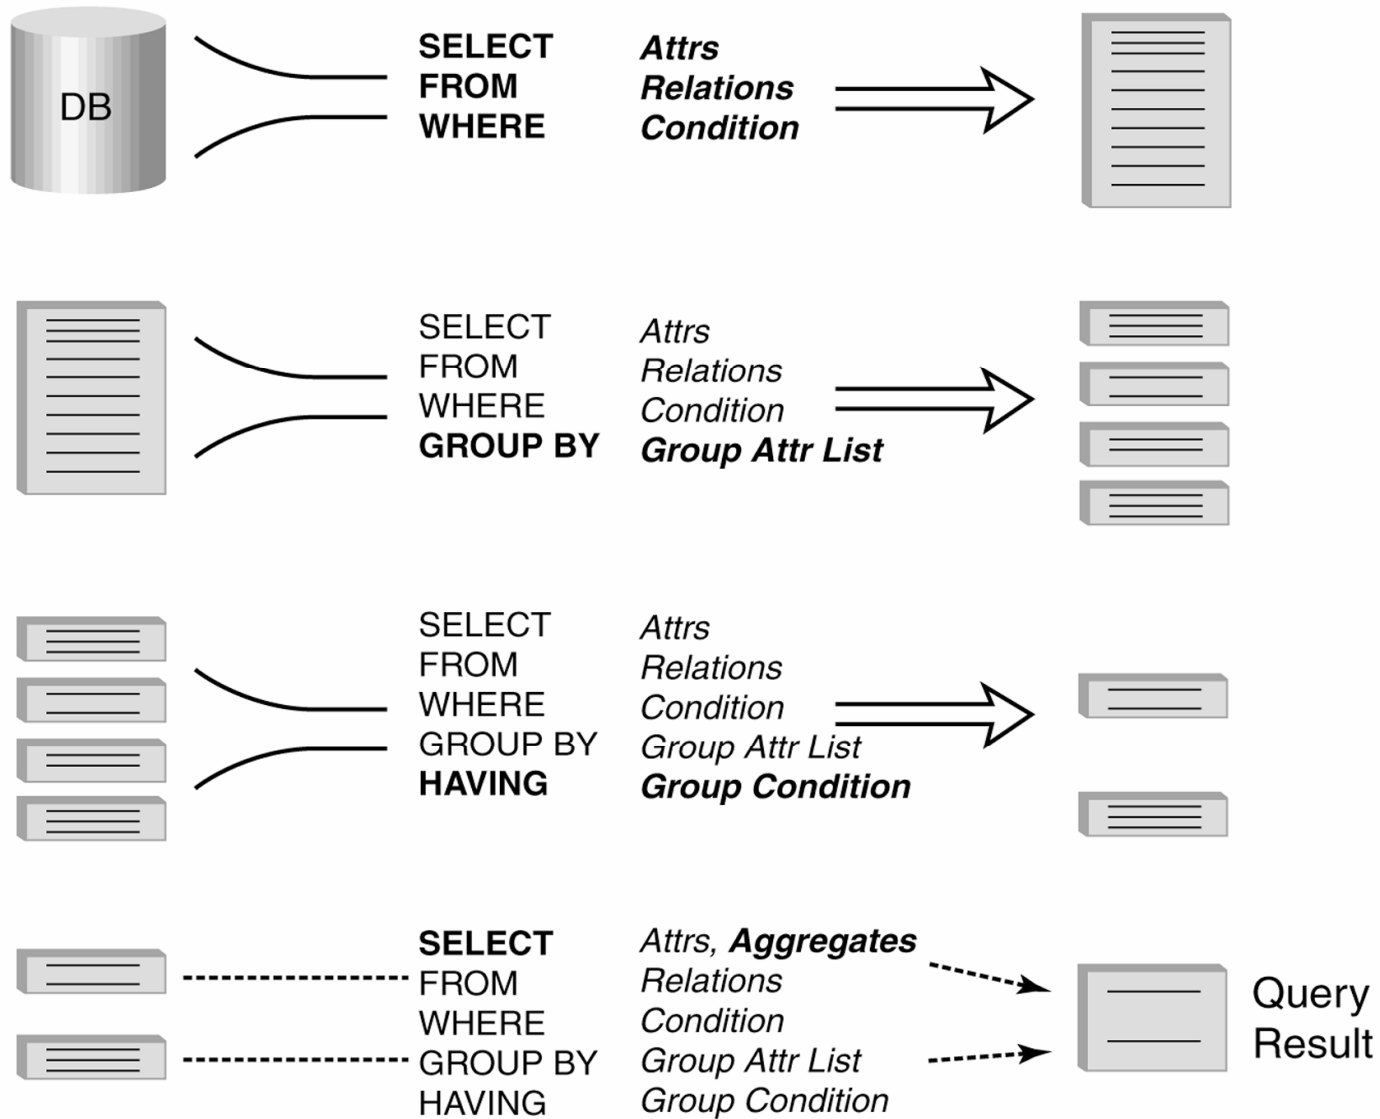 DB
SELECT Attrs
FROM Relations
WHERE Condition
SELECT Attrs
FROM Relations
WHERE Condition
GROUP BY Group Attr List
SELECT Attrs
FROM Relations
WHERE Condition
GROUP BY Group Attr List
HAVING Group Condition
SELECT Attrs, Aggregates
FROM Relations
WHERE Condition
GROUP BY Group Attr List
HAVING Group Condition
Query
Result